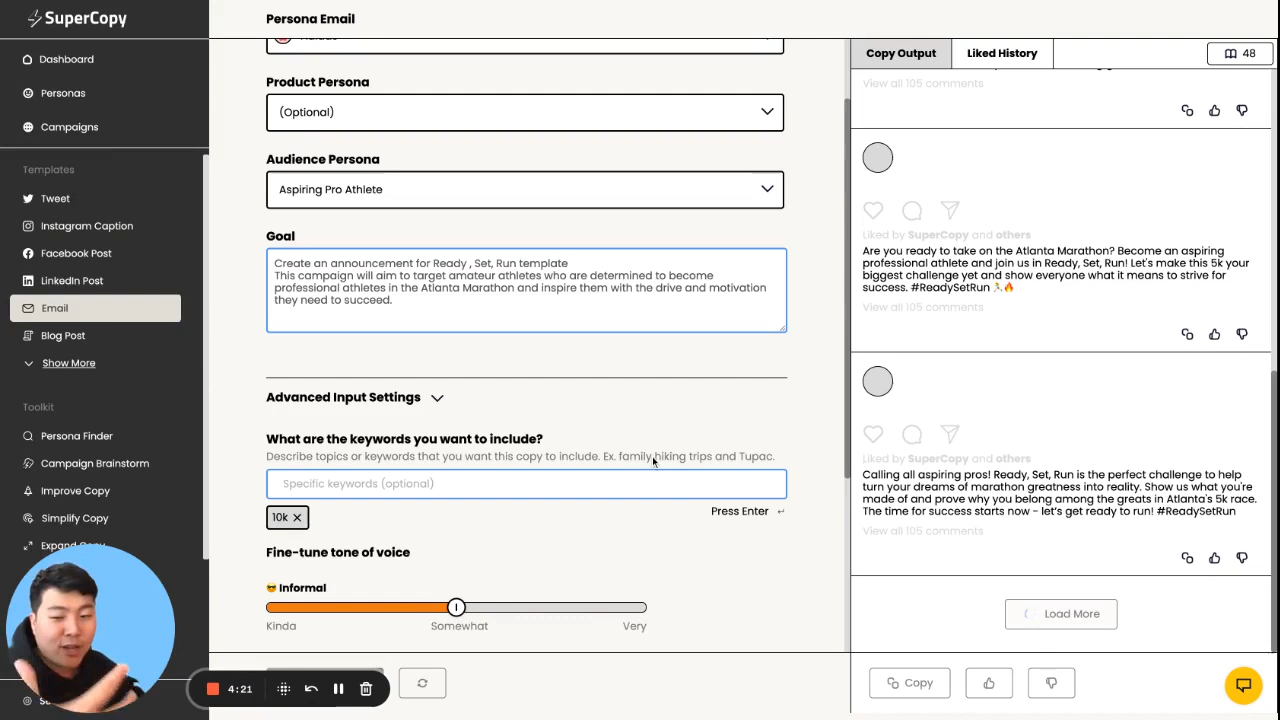 SuperCopy
Dashboard
Personas
Campaigns
Templates
Tweet
Instagram Caption
Facebook Post
LinkedIn Post
Email
Blog Post
Show More
Toolkit
Persona Finder
Campaign Brainstorm
Improve Copy
Simplify Copy
Expand Copy
Persona Email
Product Persona
(Optional)
Audience Persona
Aspiring Pro Athlete
Goal
Create an announcement for Ready , Set, Run template
This campaign will aim to target amateur athletes who are determined to become
professional athletes in the Atlanta Marathon and inspire them with the drive and motivation
they need to succeed.
Advanced Input Settings
What are the keywords you want to include?
Describe topics or keywords that you want this copy to include. Ex. family hiking trips and Tupac.
Specific keywords (optional)
10k
Press Enter
Fine-tune tone of voice
😎 Informal
Kinda
Somewhat
Very
4:21
Copy Output
Liked History
48
View all 105 comments
Liked by SuperCopy and others
Are you ready to take on the Atlanta Marathon? Become an aspiring
professional athlete and join us in Ready, Set, Run! Let's make this 5k your
biggest challenge yet and show everyone what it means to strive for
success. #ReadySetRun 🏃🔥
View all 105 comments
Liked by SuperCopy and others
Calling all aspiring pros! Ready, Set, Run is the perfect challenge to help
turn your dreams of marathon greatness into reality. Show us what you're
made of and prove why you belong among the greats in Atlanta's 5k race.
The time for success starts now - let's get ready to run! #ReadySetRun
View all 105 comments
Load More
Copy